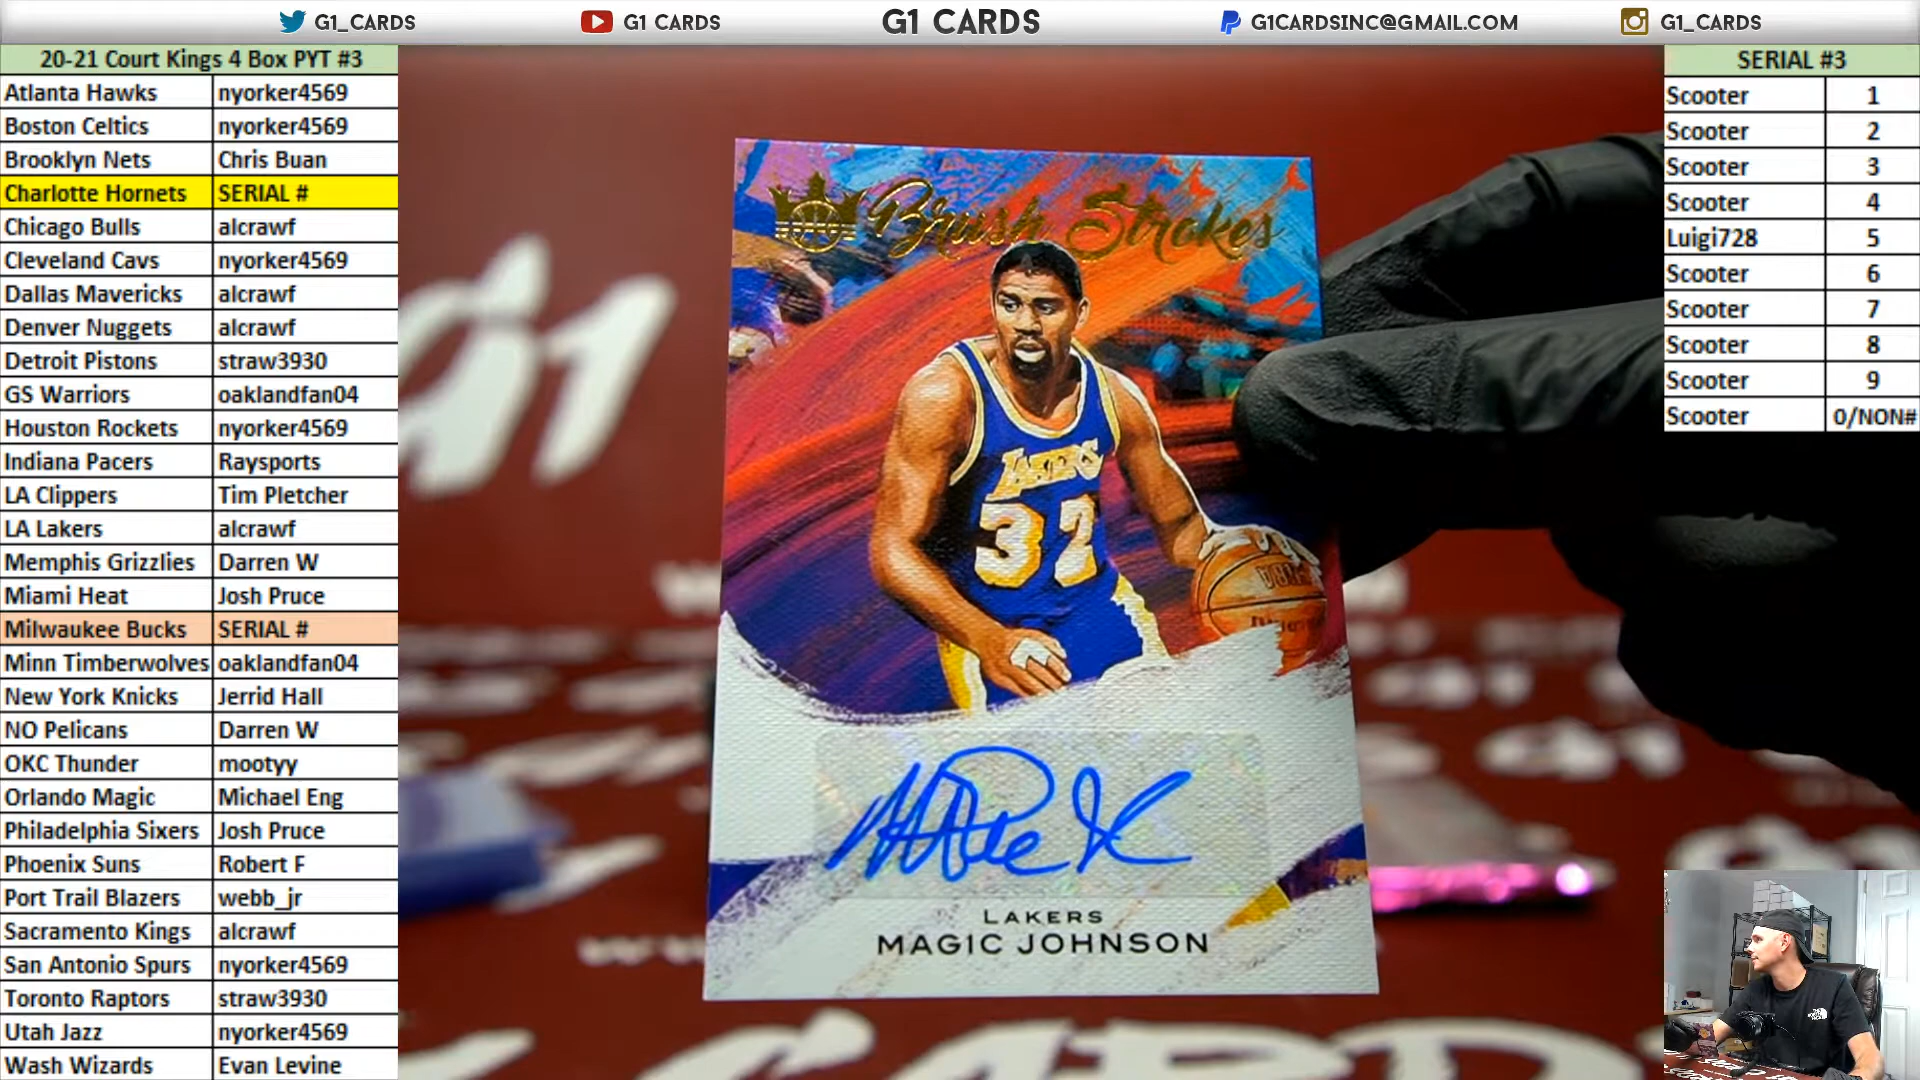 G1_CARDS G1 CARDS G1 CARDS G1CARDSINC@GMAIL.COM G1_CARDS
20-21 Court Kings 4 Box PYT #3
Atlanta Hawks nyorker4569
Boston Celtics nyorker4569
Brooklyn Nets Chris Buan
Charlotte Hornets SERIAL #
Chicago Bulls alcrawf
Cleveland Cavs nyorker4569
Dallas Mavericks alcrawf
Denver Nuggets alcrawf
Detroit Pistons straw3930
GS Warriors oaklandfan04
Houston Rockets nyorker4569
Indiana Pacers Raysports
LA Clippers Tim Pletcher
LA Lakers alcrawf
Memphis Grizzlies Darren W
Miami Heat Josh Pruce
Milwaukee Bucks SERIAL #
Minn Timberwolves oaklandfan04
New York Knicks Jerrid Hall
NO Pelicans Darren W
OKC Thunder mootyy
Orlando Magic Michael Eng
Philadelphia Sixers Josh Pruce
Phoenix Suns Robert F
Port Trail Blazers webb_jr
Sacramento Kings alcrawf
San Antonio Spurs nyorker4569
Toronto Raptors straw3930
Utah Jazz nyorker4569
Wash Wizards Evan Levine
Brush Strokes
LAKERS
32
LAKERS
MAGIC JOHNSON
G1
SERIAL #3
Scooter 1
Scooter 2
Scooter 3
Scooter 4
Luigi728 5
Scooter 6
Scooter 7
Scooter 8
Scooter 9
Scooter 0/NON#